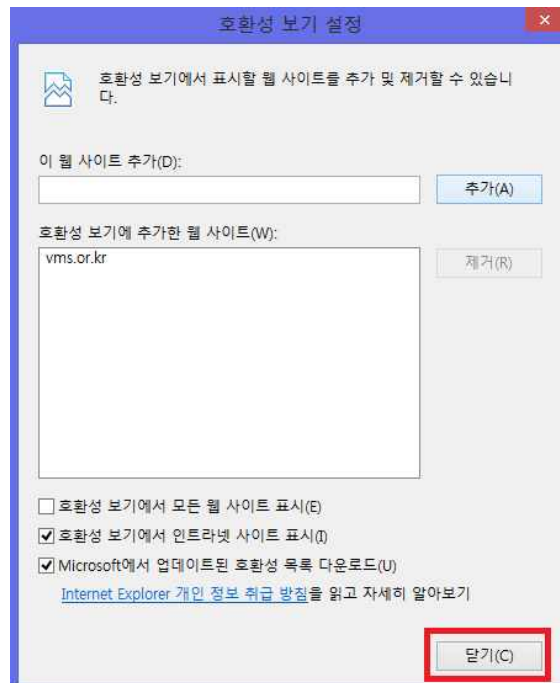 호환성 보기 설정
x
호환성 보기에서 표시할 웹 사이트를 추가 및 제거할 수 있습니
다.
이 웹 사이트 추가(D):
추가(A)
호환성 보기에 추가한 웹 사이트(W):
vms.or.kr
제거(R)
호환성 보기에서 모든 웹 사이트 표시(E)
호환성 보기에서 인트라넷 사이트 표시(I)
Microsoft에서 업데이트된 호환성 목록 다운로드(U)
Internet Explorer 개인 정보 취급 방침을 읽고 자세히 알아보기
닫기(C)